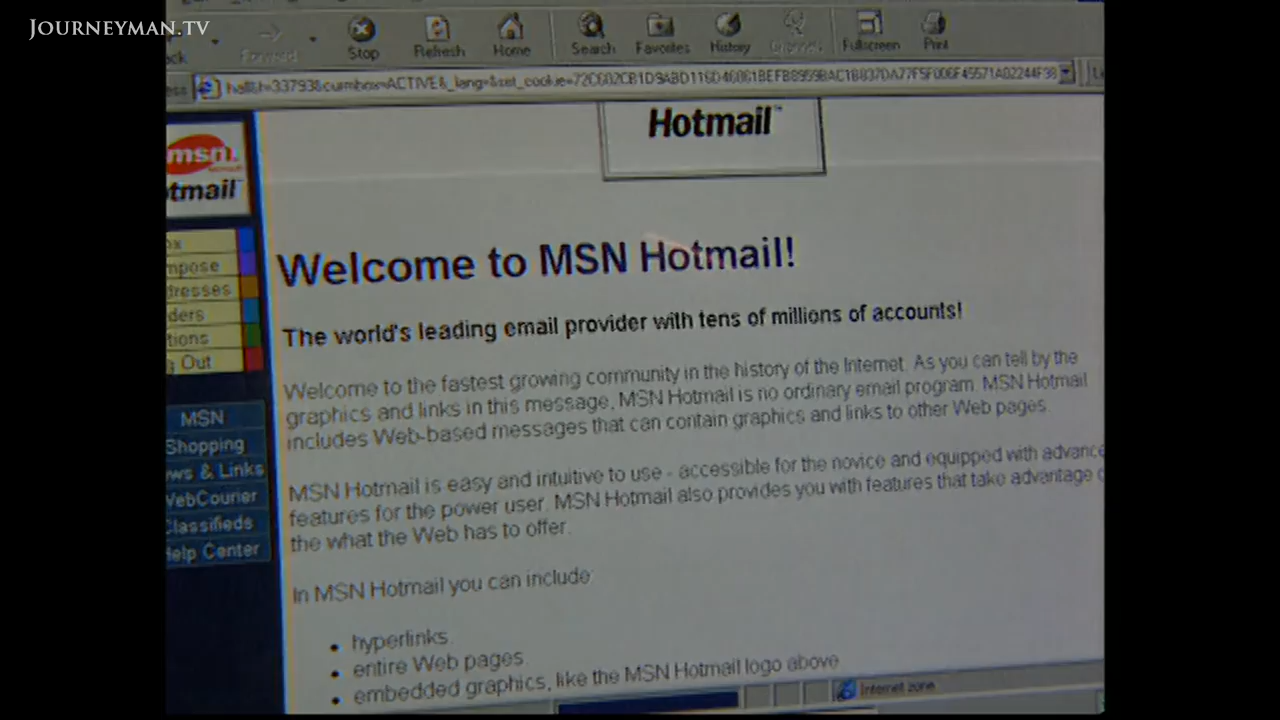 JOURNEYMAN.TV
Stop
Refresh
Home
Search
Favorites
History
Channels
Fullscreen
Print
Hotmail™
msn.
tmail™
mpose
dresses
ders
tions
g Out
MSN
Shopping
ws & Links
WebCourier
Classifieds
Help Center
Welcome to MSN Hotmail!
The world's leading email provider with tens of millions of accounts!
Welcome to the fastest growing community in the history of the Internet. As you can tell by the
graphics and links in this message, MSN Hotmail is no ordinary email program. MSN Hotmail
includes Web-based messages that can contain graphics and links to other Web pages.
MSN Hotmail is easy and intuitive to use - accessible for the novice and equipped with advance
features for the power user. MSN Hotmail also provides you with features that take advantage
the what the Web has to offer.
In MSN Hotmail you can include:
• hyperlinks
• entire Web pages
• embedded graphics, like the MSN Hotmail logo above
Internet zone